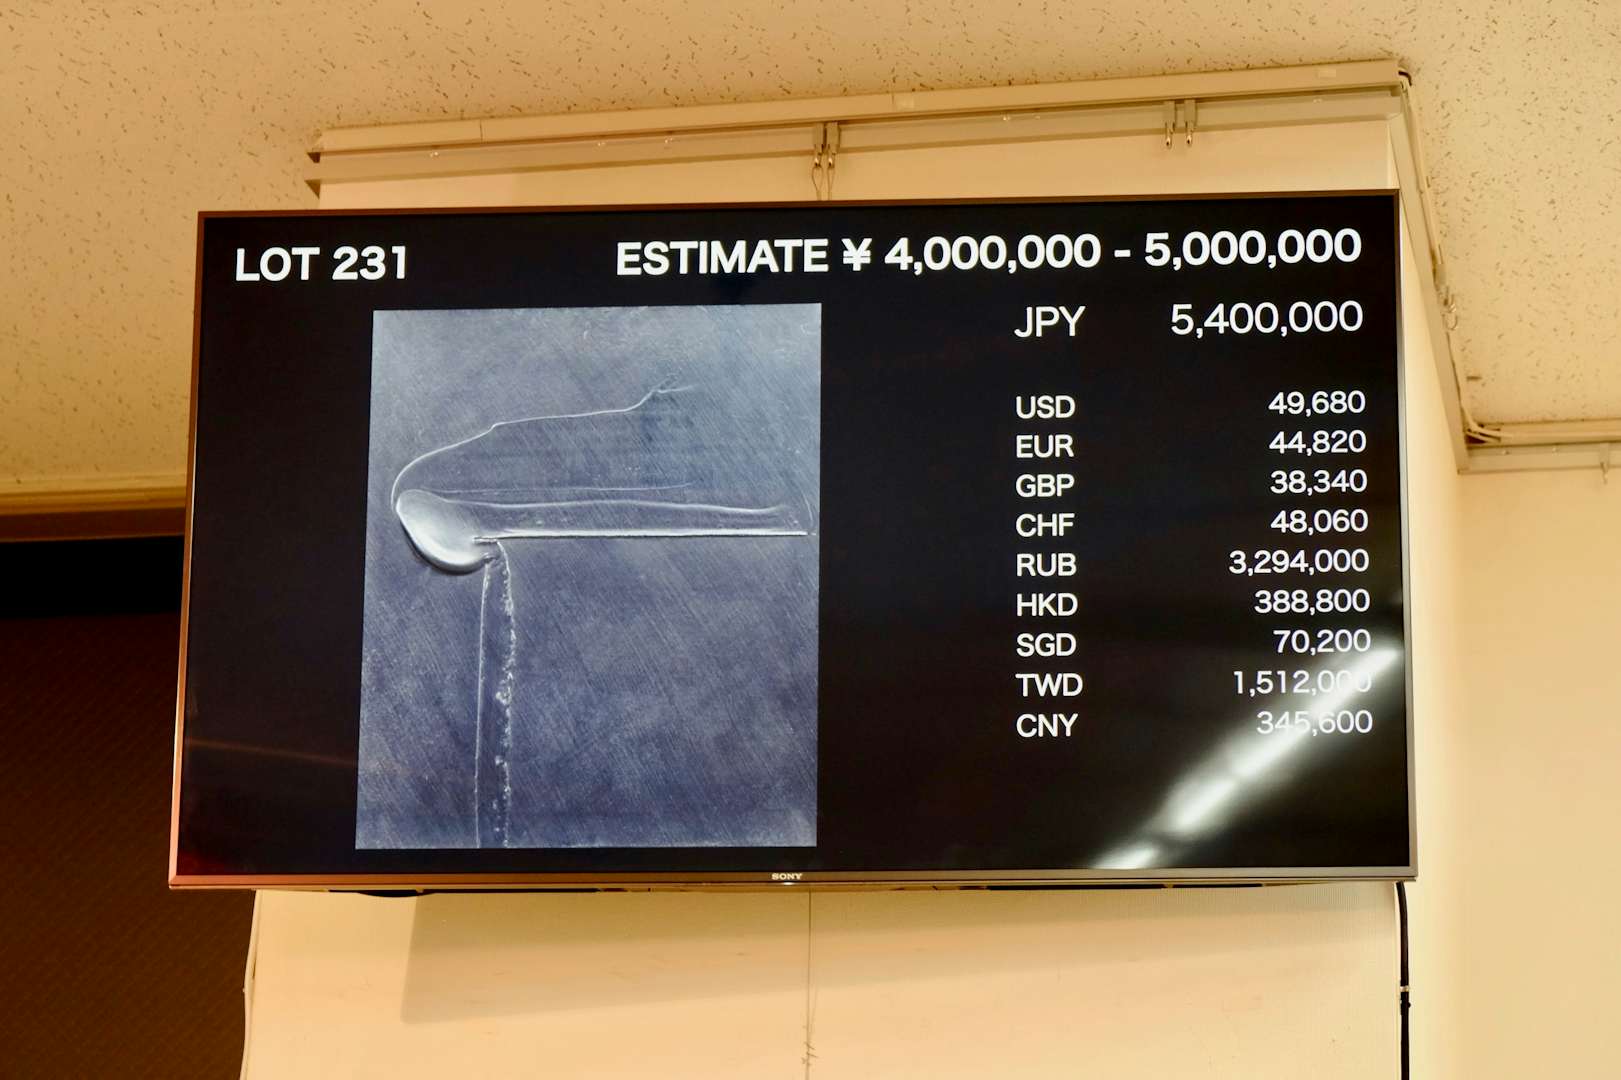 LOT 231
ESTIMATE ¥ 4,000,000 - 5,000,000
JPY 5,400,000
USD 49,680
EUR 44,820
GBP 38,340
CHF 48,060
RUB 3,294,000
HKD 388,800
SGD 70,200
TWD 1,512,000
CNY 345,600
SONY